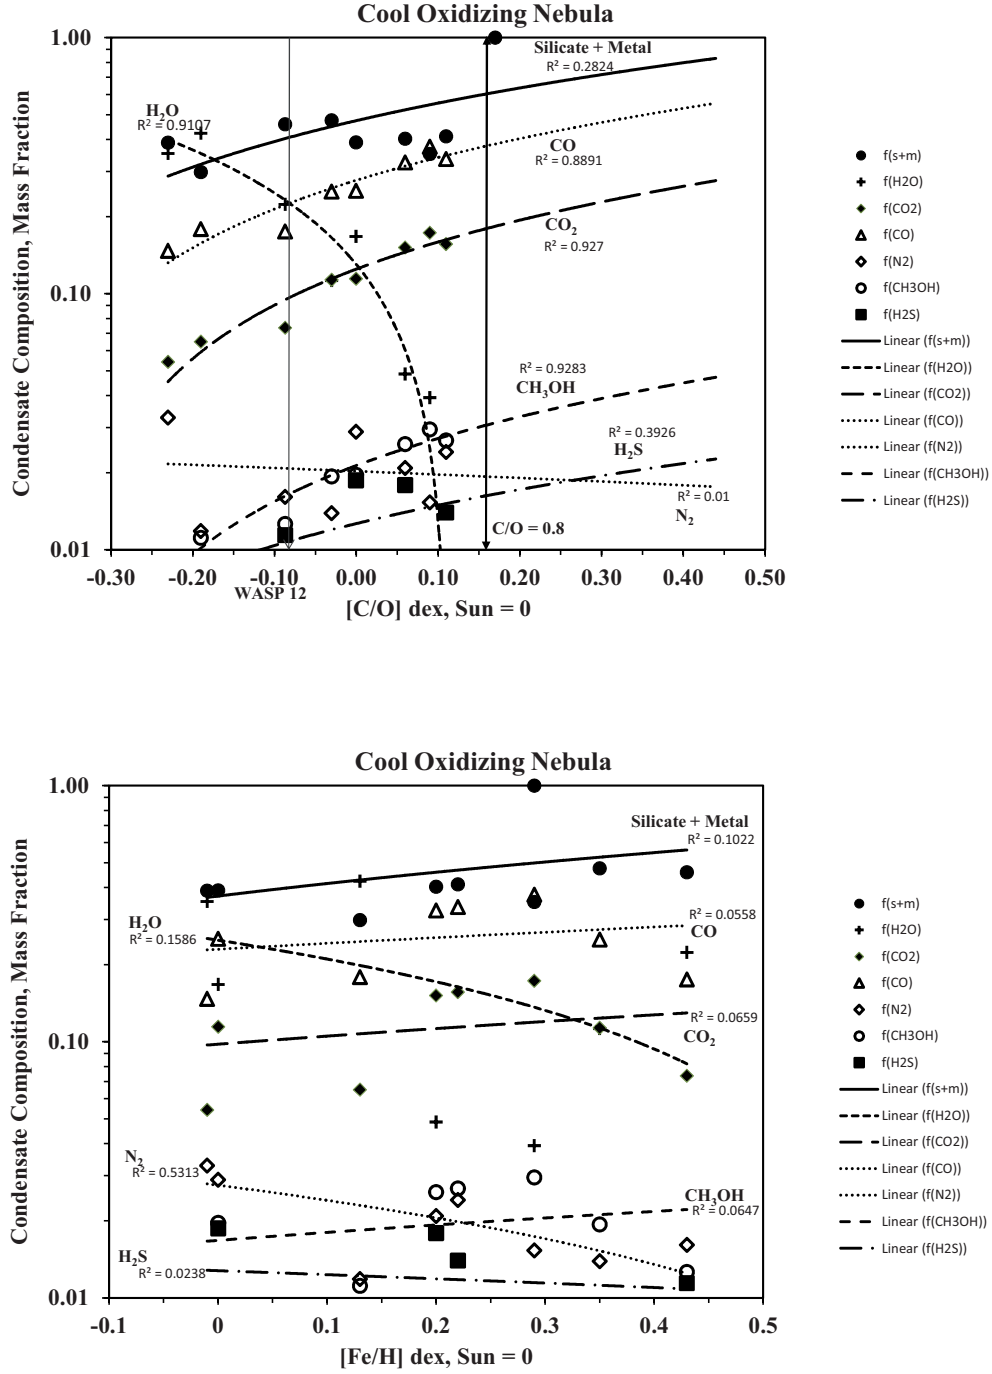 Cool Oxidizing Nebula
Condensate Composition, Mass Fraction
1.00
0.10
0.01
Silicate + Metal
R² = 0.2824
H₂O
R² = 0.9107
CO
R² = 0.8891
CO₂
R² = 0.927
R² = 0.9283
CH₃OH
R² = 0.3926
H₂S
R² = 0.01
N₂
C/O = 0.8
-0.30 -0.20 -0.10 0.00 0.10 0.20 0.30 0.40 0.50
WASP 12
[C/O] dex, Sun = 0
f(s+m)
f(H2O)
f(CO2)
f(CO)
f(N2)
f(CH3OH)
f(H2S)
Linear (f(s+m))
Linear (f(H2O))
Linear (f(CO2))
Linear (f(CO))
Linear (f(N2))
Linear (f(CH3OH))
Linear (f(H2S))
Cool Oxidizing Nebula
Condensate Composition, Mass Fraction
1.00
0.10
0.01
Silicate + Metal
R² = 0.1022
R² = 0.0558
CO
H₂O
R² = 0.1586
R² = 0.0659
CO₂
N₂
R² = 0.5313
CH₃OH
R² = 0.0647
H₂S
R² = 0.0238
-0.1 0 0.1 0.2 0.3 0.4 0.5
[Fe/H] dex, Sun = 0
f(s+m)
f(H2O)
f(CO2)
f(CO)
f(N2)
f(CH3OH)
f(H2S)
Linear (f(s+m))
Linear (f(H2O))
Linear (f(CO2))
Linear (f(CO))
Linear (f(N2))
Linear (f(CH3OH))
Linear (f(H2S))